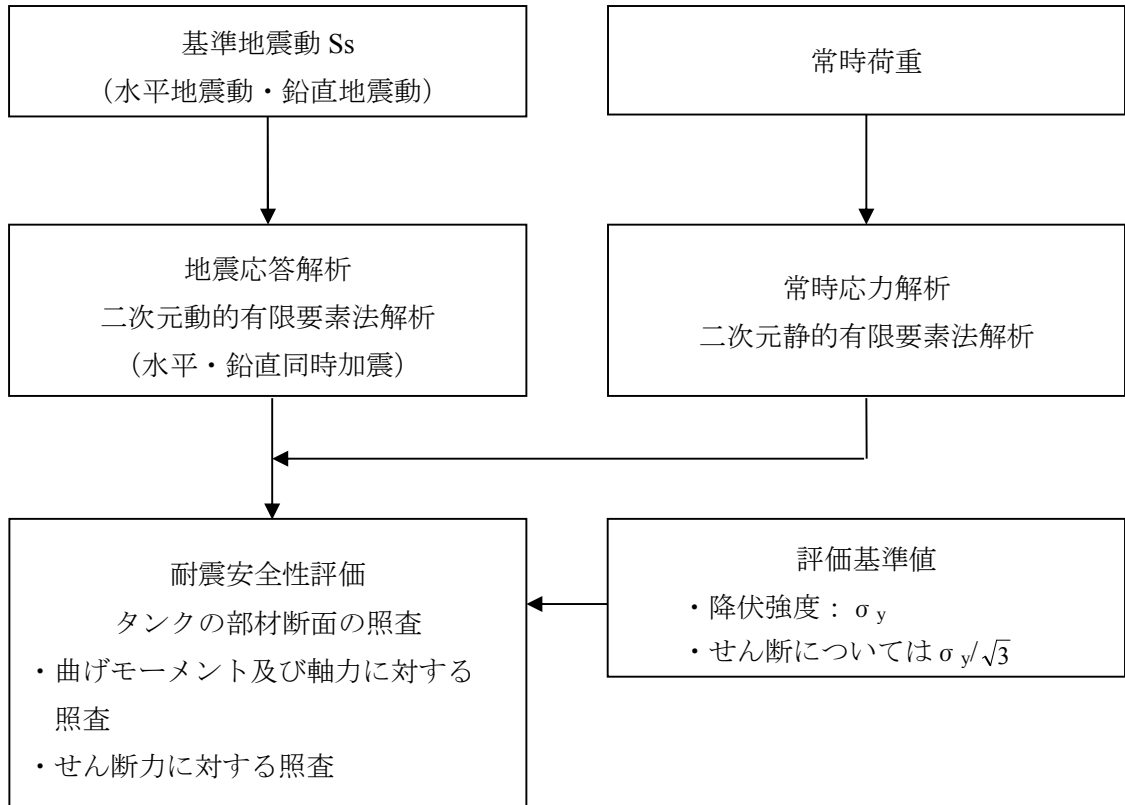 基準地震動 Ss
（水平地震動・鉛直地震動）
常時荷重
地震応答解析
二次元動的有限要素法解析
（水平・鉛直同時加震）
常時応力解析
二次元静的有限要素法解析
耐震安全性評価
タンクの部材断面の照査
・曲げモーメント及び軸力に対する
照査
・せん断力に対する照査
評価基準値
・降伏強度：σy
・せん断についてはσy/√3